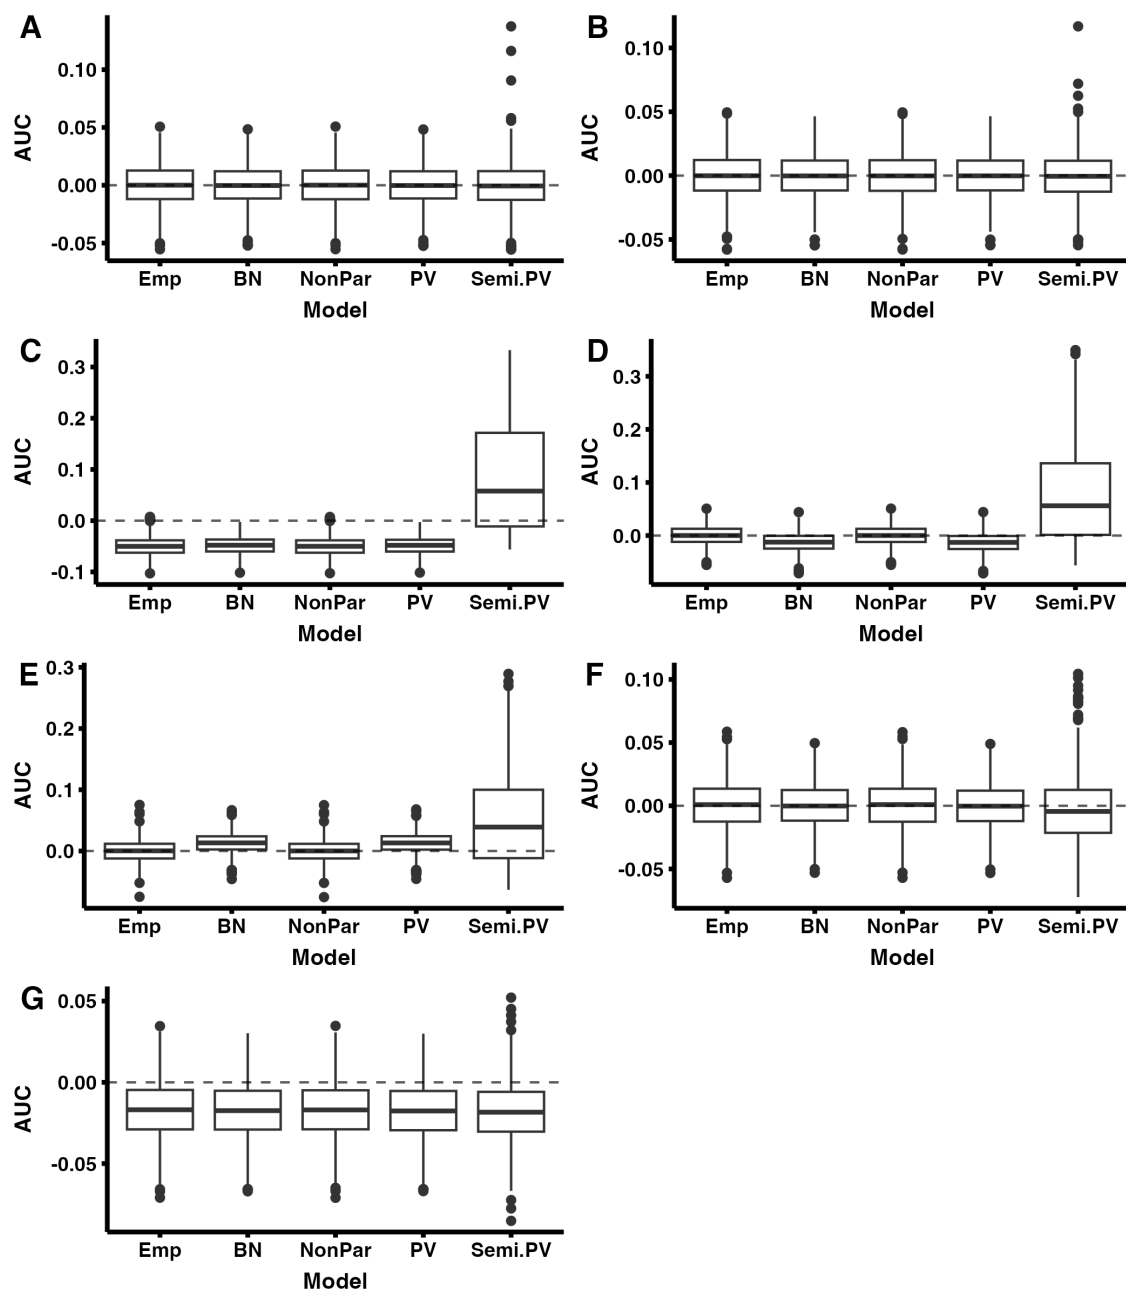 A
AUC
0.10
0.05
0.00
-0.05
Emp BN NonPar PV Semi.PV
Model
B
AUC
0.10
0.05
0.00
-0.05
Emp BN NonPar PV Semi.PV
Model
C
AUC
0.3
0.2
0.1
0.0
-0.1
Emp BN NonPar PV Semi.PV
Model
D
AUC
0.3
0.2
0.1
0.0
Emp BN NonPar PV Semi.PV
Model
E
AUC
0.3
0.2
0.1
0.0
Emp BN NonPar PV Semi.PV
Model
F
AUC
0.10
0.05
0.00
-0.05
Emp BN NonPar PV Semi.PV
Model
G
AUC
0.05
0.00
-0.05
Emp BN NonPar PV Semi.PV
Model